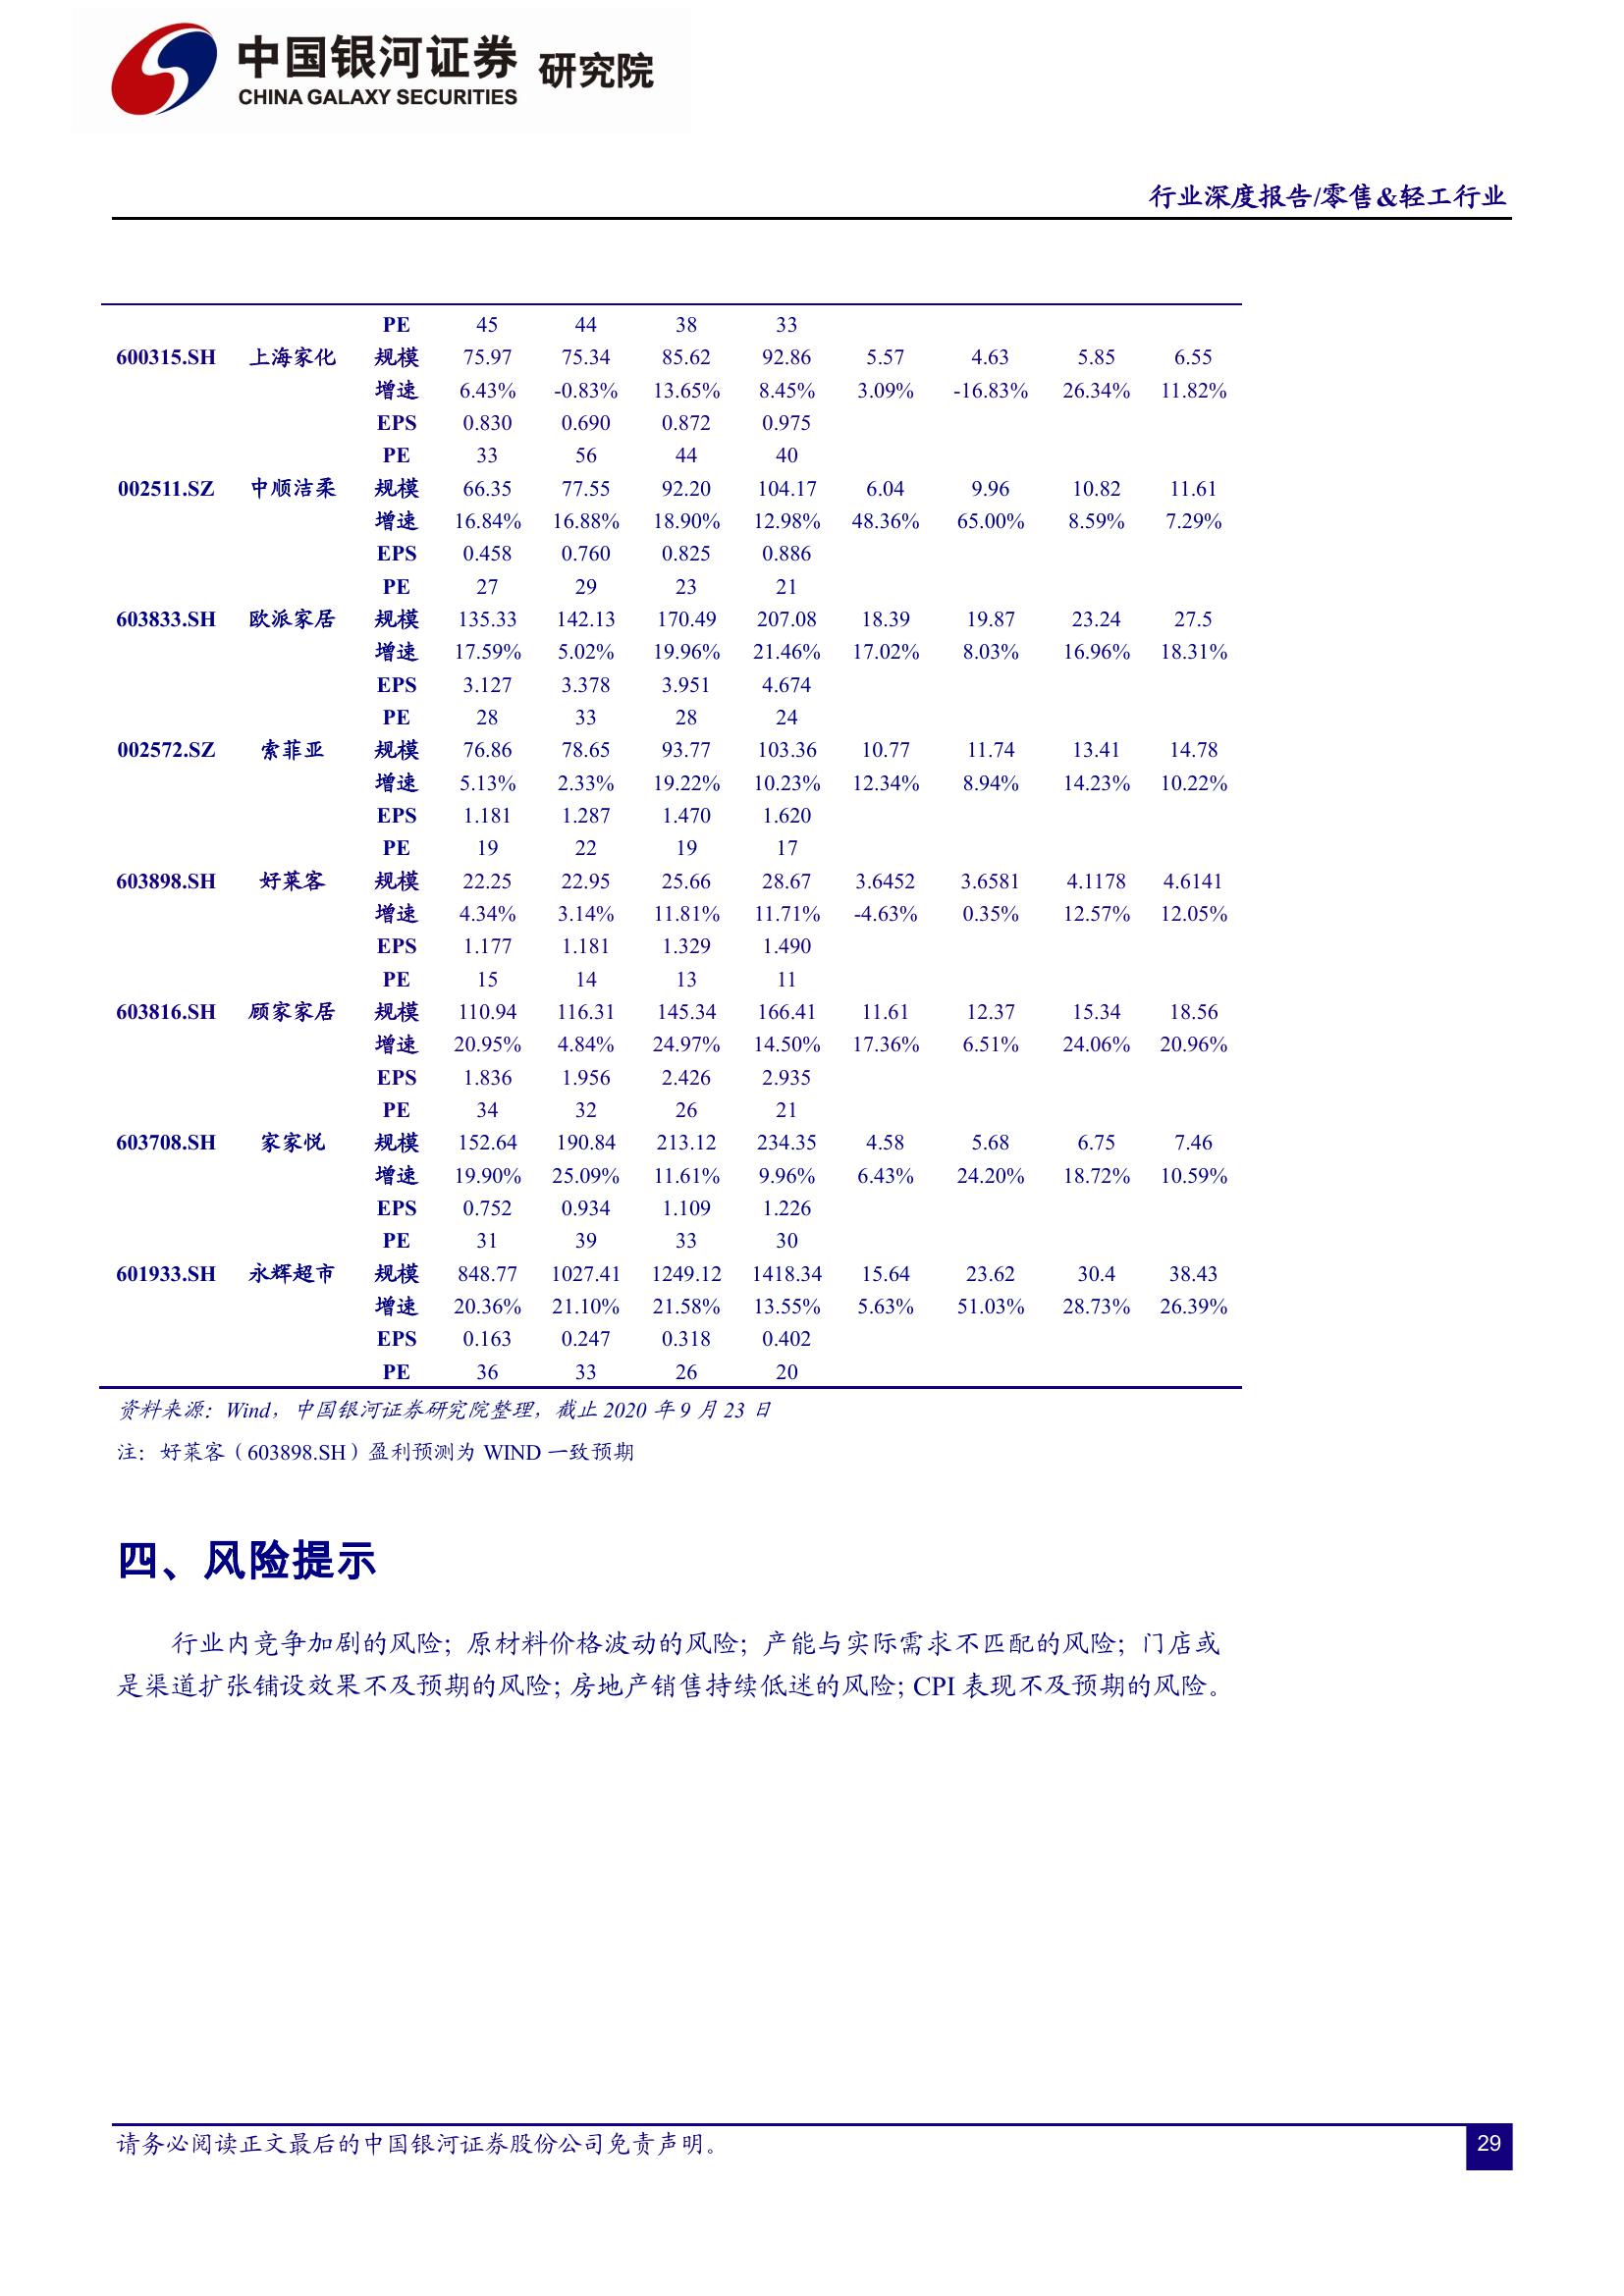 中国银河证券 研究院
CHINA GALAXY SECURITIES
行业深度报告/零售&轻工行业
PE 45 44 38 33
600315.SH 上海家化 规模 75.97 75.34 85.62 92.86 5.57 4.63 5.85 6.55
增速 6.43% -0.83% 13.65% 8.45% 3.09% -16.83% 26.34% 11.82%
EPS 0.830 0.690 0.872 0.975
PE 33 56 44 40
002511.SZ 中顺洁柔 规模 66.35 77.55 92.20 104.17 6.04 9.96 10.82 11.61
增速 16.84% 16.88% 18.90% 12.98% 48.36% 65.00% 8.59% 7.29%
EPS 0.458 0.760 0.825 0.886
PE 27 29 23 21
603833.SH 欧派家居 规模 135.33 142.13 170.49 207.08 18.39 19.87 23.24 27.5
增速 17.59% 5.02% 19.96% 21.46% 17.02% 8.03% 16.96% 18.31%
EPS 3.127 3.378 3.951 4.674
PE 28 33 28 24
002572.SZ 索菲亚 规模 76.86 78.65 93.77 103.36 10.77 11.74 13.41 14.78
增速 5.13% 2.33% 19.22% 10.23% 12.34% 8.94% 14.23% 10.22%
EPS 1.181 1.287 1.470 1.620
PE 19 22 19 17
603898.SH 好莱客 规模 22.25 22.95 25.66 28.67 3.6452 3.6581 4.1178 4.6141
增速 4.34% 3.14% 11.81% 11.71% -4.63% 0.35% 12.57% 12.05%
EPS 1.177 1.181 1.329 1.490
PE 15 14 13 11
603816.SH 顾家家居 规模 110.94 116.31 145.34 166.41 11.61 12.37 15.34 18.56
增速 20.95% 4.84% 24.97% 14.50% 17.36% 6.51% 24.06% 20.96%
EPS 1.836 1.956 2.426 2.935
PE 34 32 26 21
603708.SH 家家悦 规模 152.64 190.84 213.12 234.35 4.58 5.68 6.75 7.46
增速 19.90% 25.09% 11.61% 9.96% 6.43% 24.20% 18.72% 10.59%
EPS 0.752 0.934 1.109 1.226
PE 31 39 33 30
601933.SH 永辉超市 规模 848.77 1027.41 1249.12 1418.34 15.64 23.62 30.4 38.43
增速 20.36% 21.10% 21.58% 13.55% 5.63% 51.03% 28.73% 26.39%
EPS 0.163 0.247 0.318 0.402
PE 36 33 26 20
资料来源：Wind，中国银河证券研究院整理，截止 2020 年 9 月 23 日
注：好莱客（603898.SH）盈利预测为 WIND 一致预期
四、风险提示
行业内竞争加剧的风险；原材料价格波动的风险；产能与实际需求不匹配的风险；门店或
是渠道扩张铺设效果不及预期的风险；房地产销售持续低迷的风险；CPI 表现不及预期的风险。
请务必阅读正文最后的中国银河证券股份公司免责声明。
29